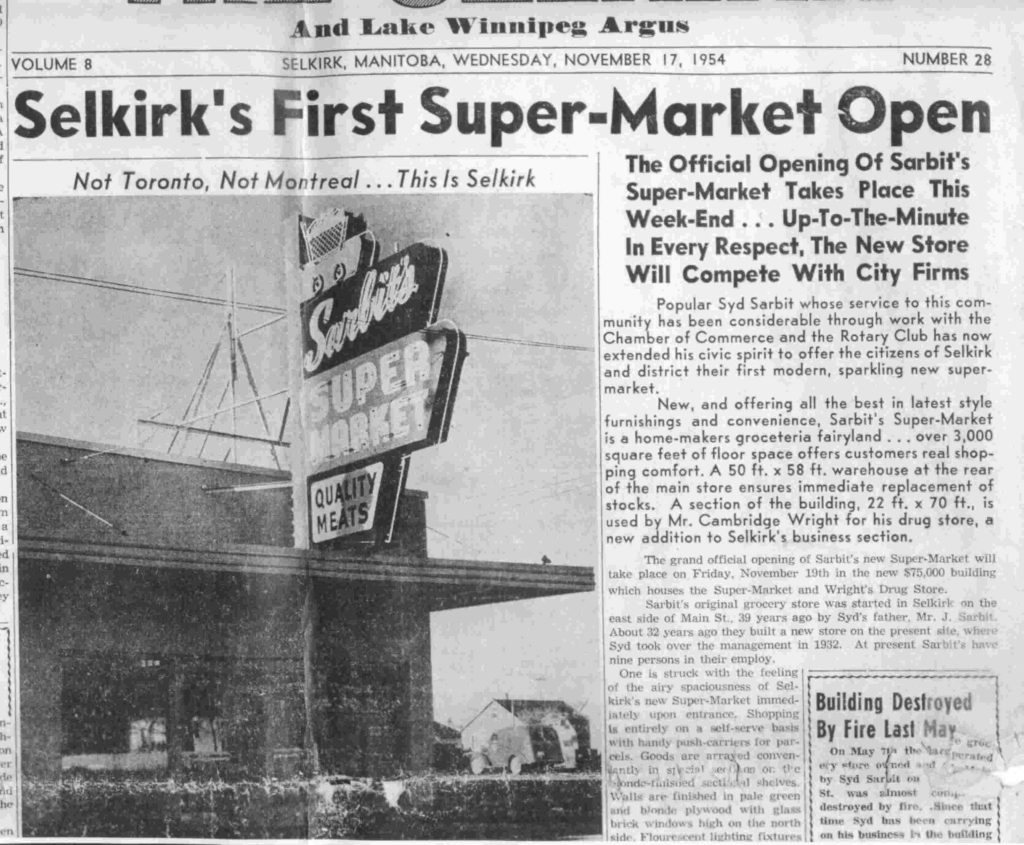 And Lake Winnipeg Argus
VOLUME 8
SELKIRK, MANITOBA, WEDNESDAY, NOVEMBER 17, 1954
NUMBER 28
Selkirk's First Super-Market Open
Not Toronto, Not Montreal ... This Is Selkirk
Sarbit's
SUPER
MARKET
QUALITY
MEATS
The Official Opening Of Sarbit's
Super-Market Takes Place This
Week-End ... Up-To-The-Minute
In Every Respect, The New Store
Will Compete With City Firms
Popular Syd Sarbit whose service to this com-
munity has been considerable through work with the
Chamber of Commerce and the Rotary Club has now
extended his civic spirit to offer the citizens of Selkirk
and district their first modern, sparkling new super-
market.
New, and offering all the best in latest style
furnishings and convenience, Sarbit's Super-Market
is a home-makers groceteria fairyland ... over 3,000
square feet of floor space offers customers real shop-
ping comfort. A 50 ft. x 58 ft. warehouse at the rear
of the main store ensures immediate replacement of
stocks. A section of the building, 22 ft. x 70 ft., is
used by Mr. Cambridge Wright for his drug store, a
new addition to Selkirk's business section.
The grand official opening of Sarbit's new Super-Market will
take place on Friday, November 19th in the new $75,000 building
which houses the Super-Market and Wright's Drug Store.
Sarbit's original grocery store was started in Selkirk on the
east side of Main St., 39 years ago by Syd's father, Mr. J. Sarbit.
About 32 years ago they built a new store on the present site, where
Syd took over the management in 1932. At present Sarbit's have
nine persons in their employ.
One is struck with the feeling
of the airy spaciousness of Sel-
kirk's new Super-Market immed-
iately upon entrance. Shopping
is entirely on a self-serve basis
with handy push-carriers for par-
cels. Goods are arrayed conven-
iently in special on the
blonde-finished shelves.
Walls are finished in pale green
and blonde plywood with glass
brick windows high on the north
side. Flourescent lighting fixtures
Building Destroyed
By Fire Last May
On May 7th the large groc-
ery store owned and
by Syd Sarbit on
St. was almost
destroyed by fire. Since that
time Syd has been carrying
on his business in the building